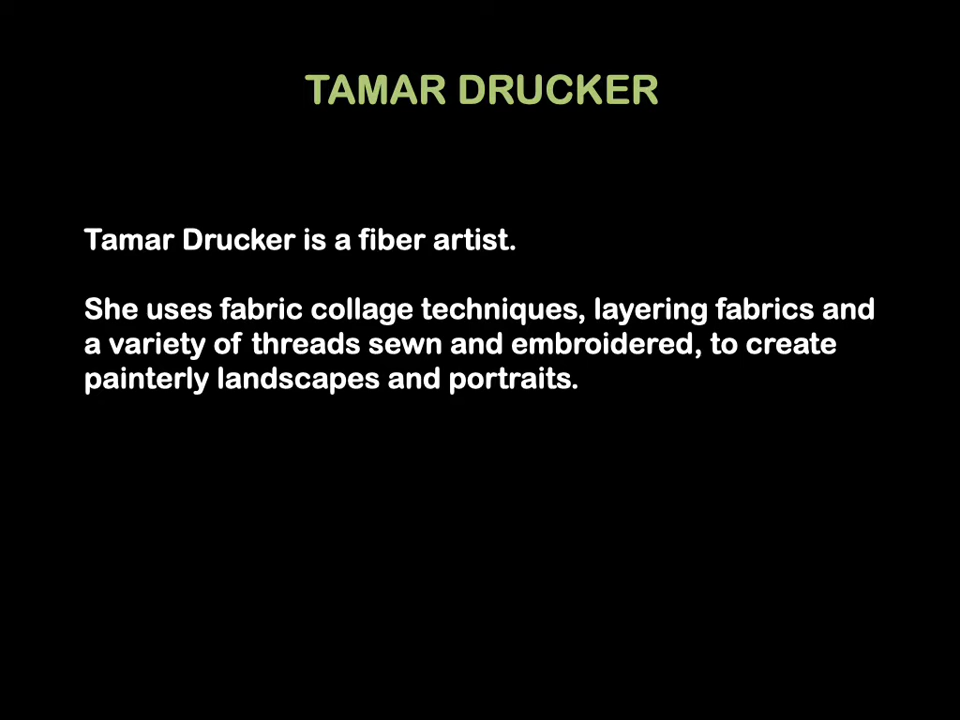 TAMAR DRUCKER
Tamar Drucker is a fiber artist.
She uses fabric collage techniques, layering fabrics and
a variety of threads sewn and embroidered, to create
painterly landscapes and portraits.